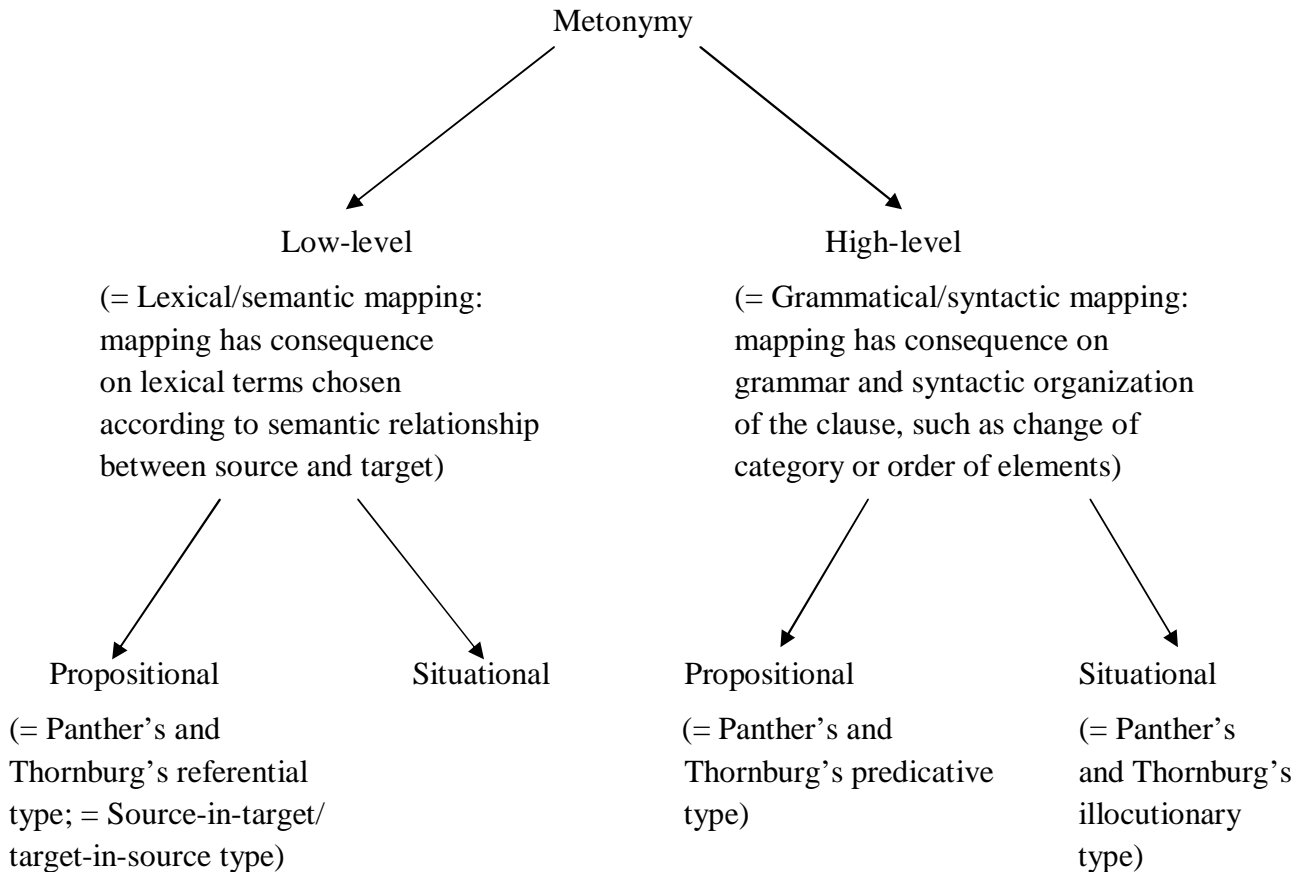 Metonymy
Low-level
(= Lexical/semantic mapping:
mapping has consequence
on lexical terms chosen
according to semantic relationship
between source and target)
High-level
(= Grammatical/syntactic mapping:
mapping has consequence on
grammar and syntactic organization
of the clause, such as change of
category or order of elements)
Propositional
(= Panther’s and
Thornburg’s referential
type; = Source-in-target/
target-in-source type)
Situational
Propositional
(= Panther’s and
Thornburg’s predicative
type)
Situational
(= Panther’s
and Thornburg’s
illocutionary
type)